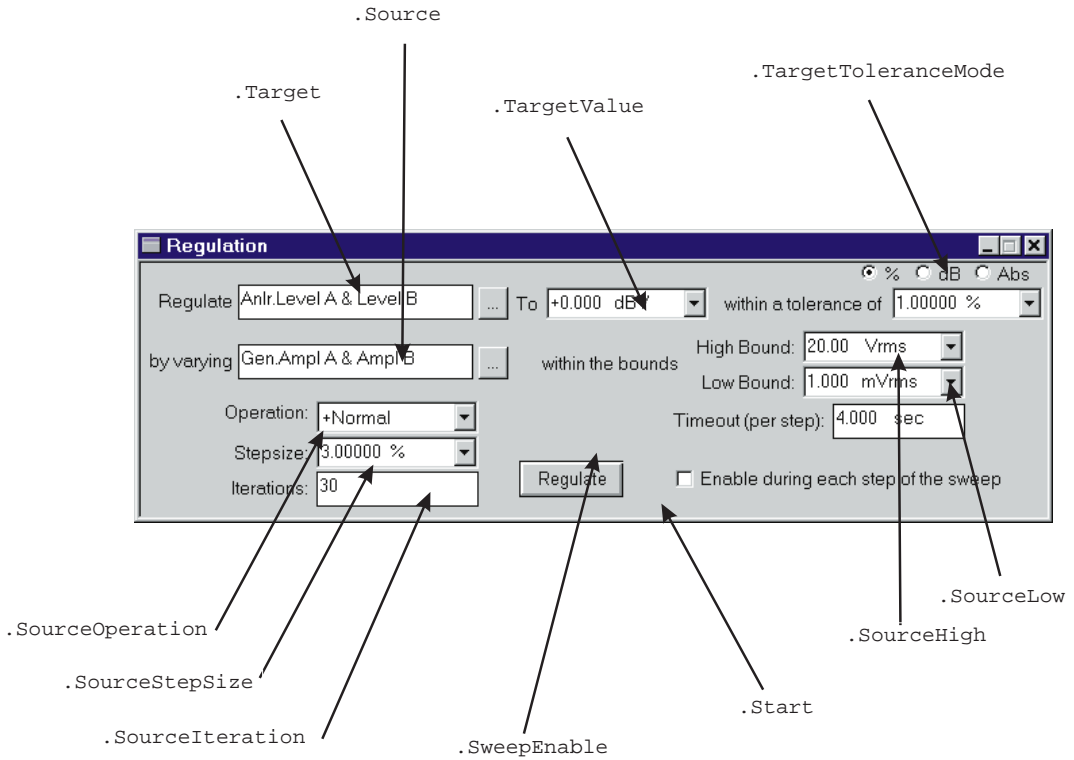 .Source
.TargetToleranceMode
.Target
.TargetValue
Regulation
% dB Abs
Regulate Anlr.Level A & Level B ... To +0.000 dBV within a tolerance of 1.00000 %
by varying Gen.Ampl A & Ampl B ... within the bounds
High Bound: 20.00 Vrms
Low Bound: 1.000 mVrms
Operation: +Normal
Timeout (per step): 4.000 sec
Stepsize: 3.00000 %
Iterations: 30
Regulate
Enable during each step of the sweep
.SourceLow
.SourceOperation
.SourceHigh
.SourceStepSize
.Start
.SourceIteration
.SweepEnable